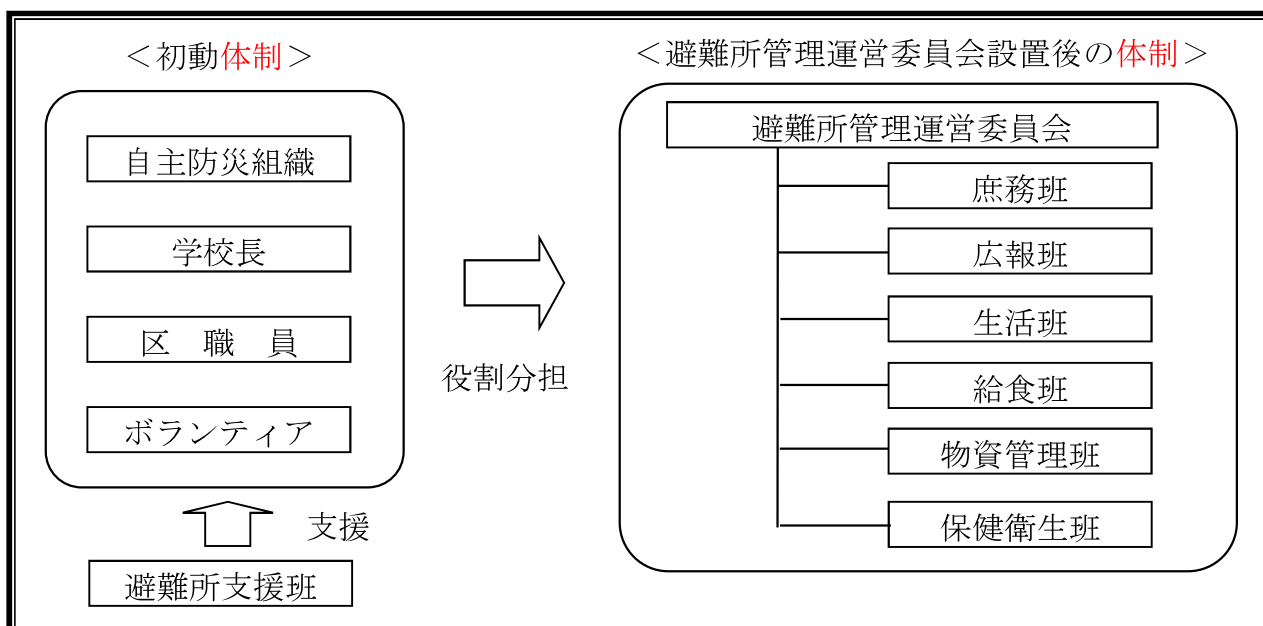 ＜初動体制＞
自主防災組織
学校長
区　職　員
ボランティア
支援
避難所支援班
役割分担
＜避難所管理運営委員会設置後の体制＞
避難所管理運営委員会
庶務班
広報班
生活班
給食班
物資管理班
保健衛生班